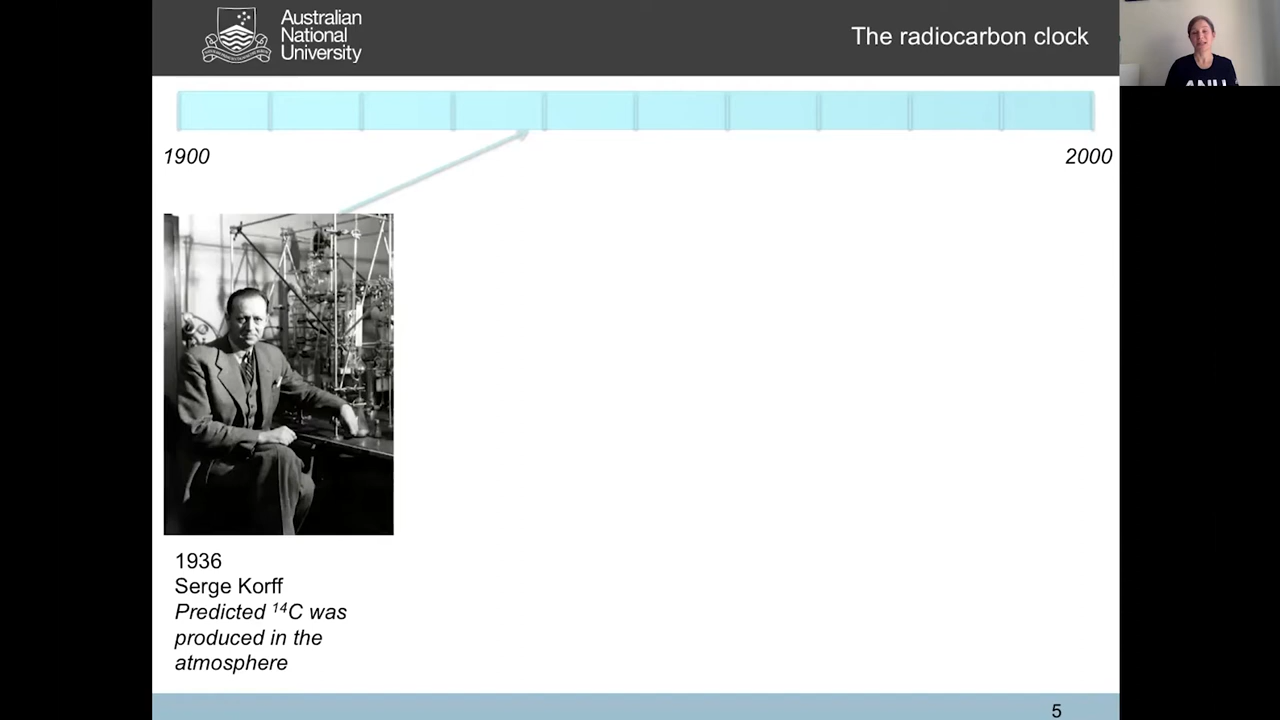 Australian
National
University
The radiocarbon clock
ANU
1900
2000
1936
Serge Korff
Predicted ¹⁴C was
produced in the
atmosphere
5